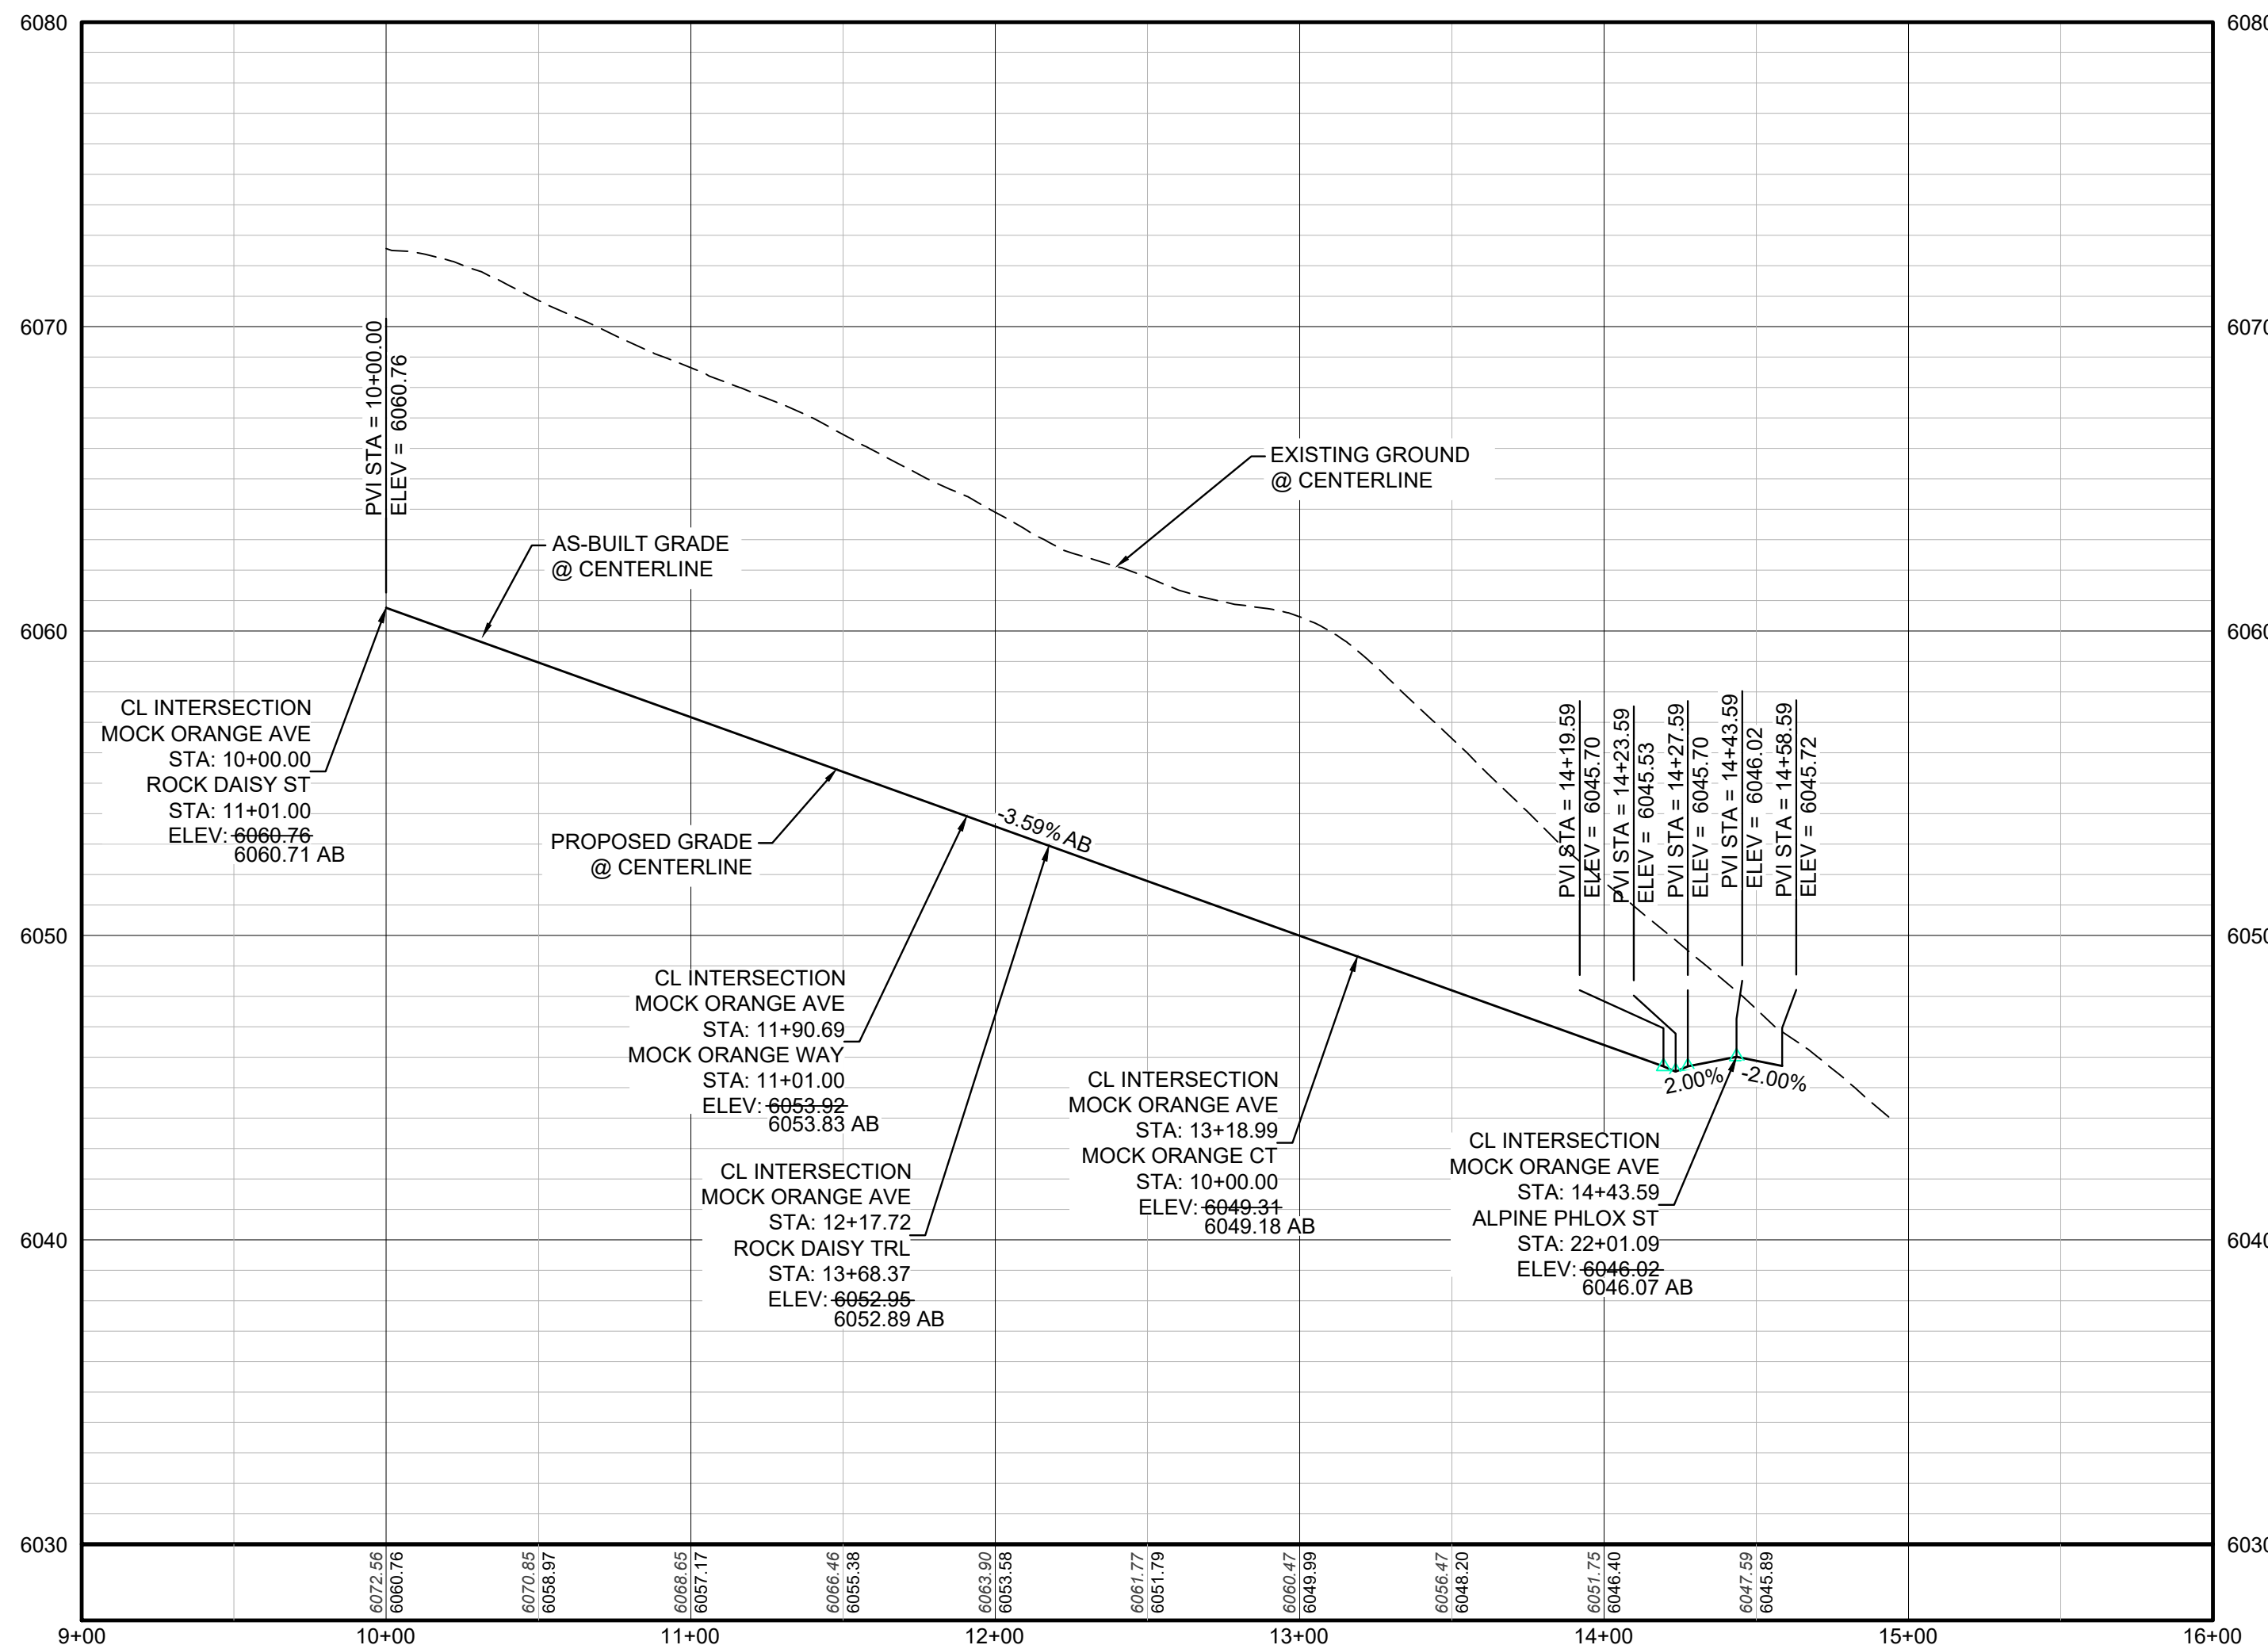 6080
6080
6070
6070
6060
6060
6050
6050
6040
6040
6030
6030
PVI STA = 10+00.00
ELEV = 6060.76
AS-BUILT GRADE
@ CENTERLINE
EXISTING GROUND
@ CENTERLINE
CL INTERSECTION
MOCK ORANGE AVE
STA: 10+00.00
ROCK DAISY ST
STA: 11+01.00
ELEV: 6060.76
6060.71 AB
PROPOSED GRADE
@ CENTERLINE
-3.59% AB
CL INTERSECTION
MOCK ORANGE AVE
STA: 11+90.69
MOCK ORANGE WAY
STA: 11+01.00
ELEV: 6053.92
6053.83 AB
CL INTERSECTION
MOCK ORANGE AVE
STA: 12+17.72
ROCK DAISY TRL
STA: 13+68.37
ELEV: 6052.95
6052.89 AB
CL INTERSECTION
MOCK ORANGE AVE
STA: 13+18.99
MOCK ORANGE CT
STA: 10+00.00
ELEV: 6049.31
6049.18 AB
PVI STA = 14+19.59
ELEV = 6045.70
PVI STA = 14+23.59
ELEV = 6045.53
PVI STA = 14+27.59
ELEV = 6045.70
PVI STA = 14+43.59
ELEV = 6046.02
PVI STA = 14+58.59
ELEV = 6045.72
2.00%
-2.00%
CL INTERSECTION
MOCK ORANGE AVE
STA: 14+43.59
ALPINE PHLOX ST
STA: 22+01.09
ELEV: 6046.02
6046.07 AB
6072.56
6060.76
6070.85
6058.97
6068.65
6057.17
6066.46
6055.38
6063.90
6053.58
6061.77
6051.79
6060.47
6049.99
6056.47
6048.20
6051.75
6046.40
6047.59
6045.89
9+00
10+00
11+00
12+00
13+00
14+00
15+00
16+00